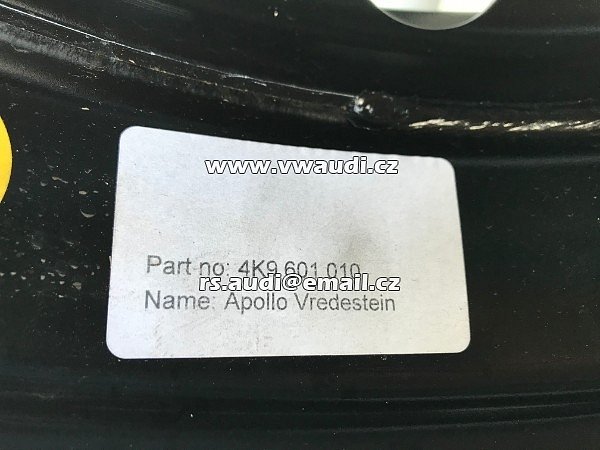 www.vwaudi.cz
Part no: 4K9 601 010
rs.audi@email.cz
Name: Apollo Vredestein